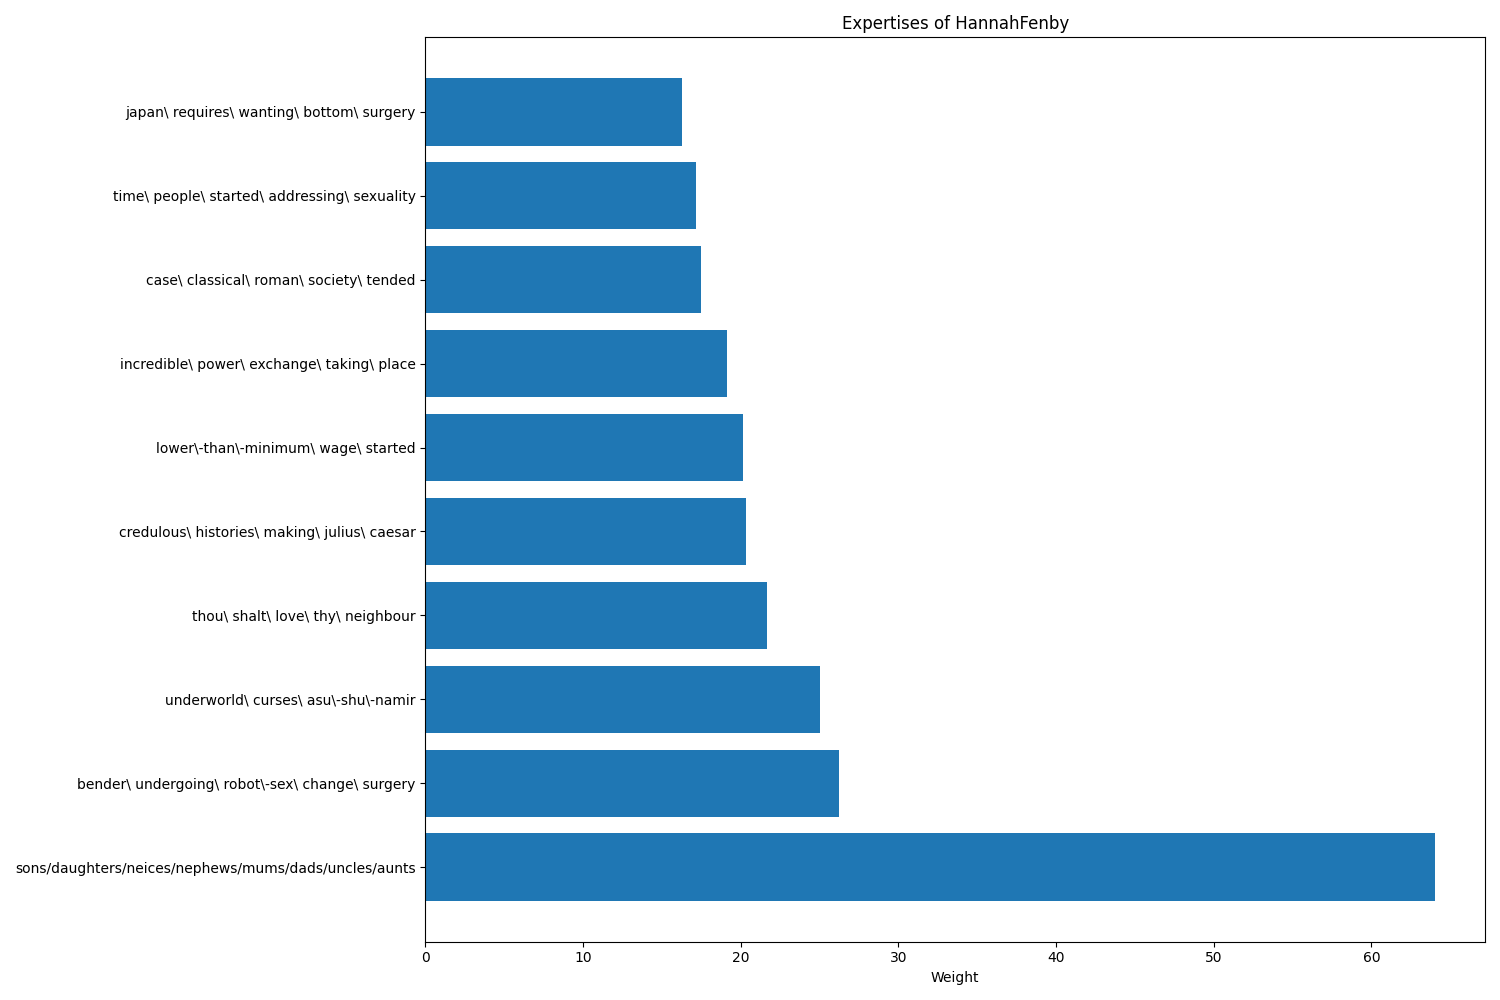 Expertises of HannahFenby
japan\ requires\ wanting\ bottom\ surgery
time\ people\ started\ addressing\ sexuality
case\ classical\ roman\ society\ tended
incredible\ power\ exchange\ taking\ place
lower\-than\-minimum\ wage\ started
credulous\ histories\ making\ julius\ caesar
thou\ shalt\ love\ thy\ neighbour
underworld\ curses\ asu\-shu\-namir
bender\ undergoing\ robot\-sex\ change\ surgery
sons/daughters/neices/nephews/mums/dads/uncles/aunts
0 10 20 30 40 50 60
Weight